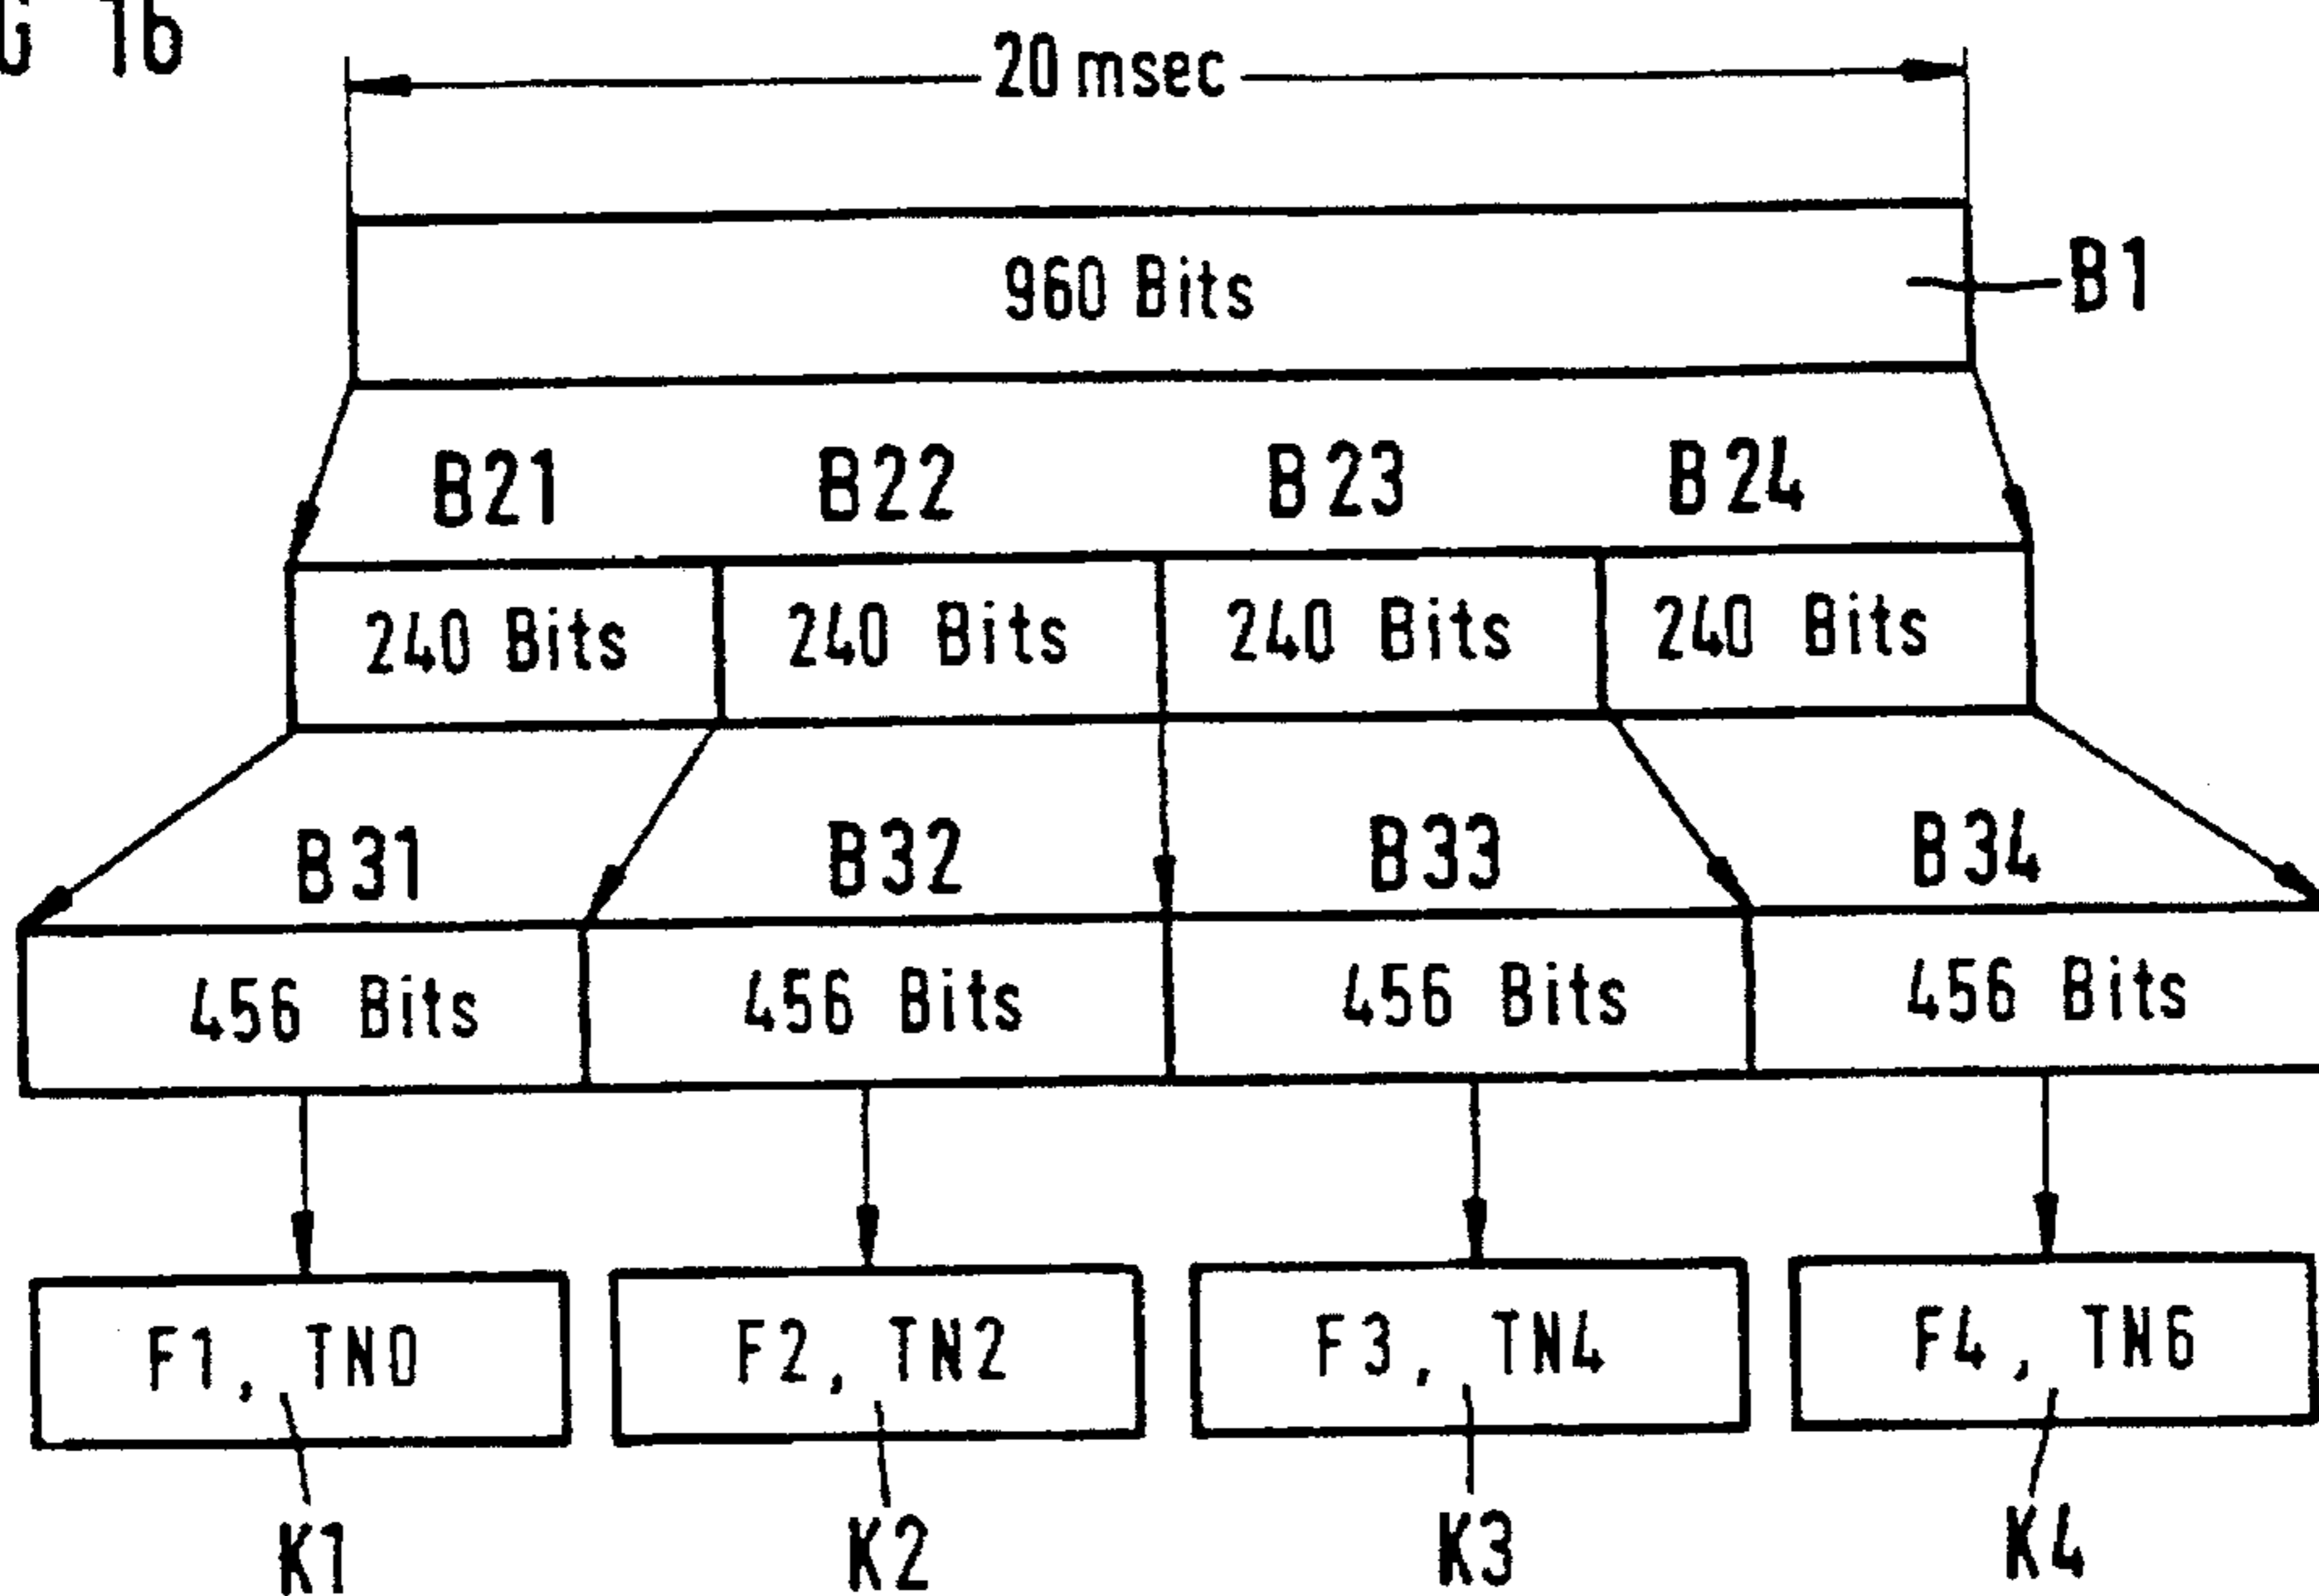 G 1b
20 msec
960 Bits
B1
B21 B22 B23 B24
240 Bits 240 Bits 240 Bits 240 Bits
B31 B32 B33 B34
456 Bits 456 Bits 456 Bits 456 Bits
F1, TN0 F2, TN2 F3, TN4 F4, TN6
K1 K2 K3 K4